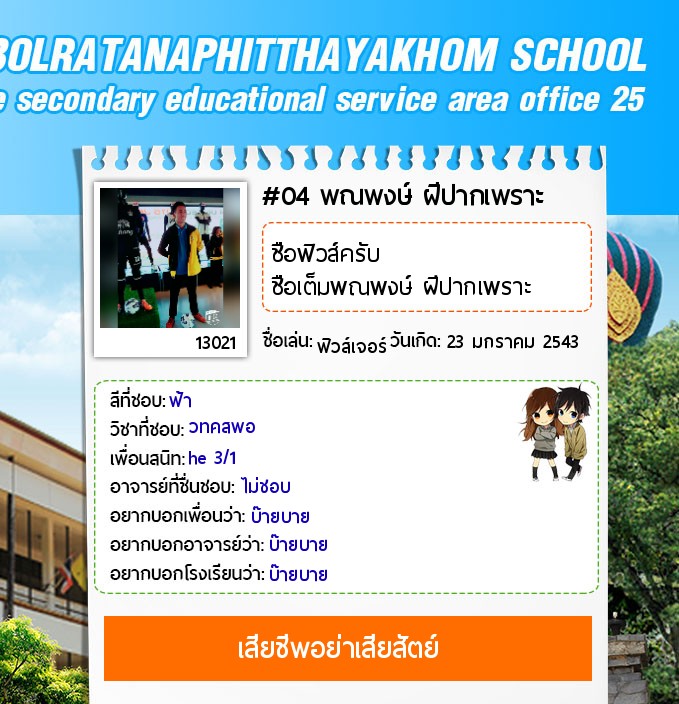 BOLRATANAPHITTHAYAKHOM SCHOOL
e secondary educational service area office 25
#04 พณพงษ์ ฝีปากเพราะ
ชือฟิวส์ครับ
ชือเต็มพณพงษ์ ฝีปากเพราะ
13021
ชื่อเล่น: ฟิวส์เจอร์ วันเกิด: 23 มกราคม 2543
สีที่ชอบ: ฟ้า
วิชาที่ชอบ: วทคสพอ
เพื่อนสนิท: he 3/1
อาจารย์ที่ชื่นชอบ: ไม่ชอบ
อยากบอกเพื่อนว่า: บ๊ายบาย
อยากบอกอาจารย์ว่า: บ๊ายบาย
อยากบอกโรงเรียนว่า: บ๊ายบาย
เสียชีพอย่าเสียสัตย์